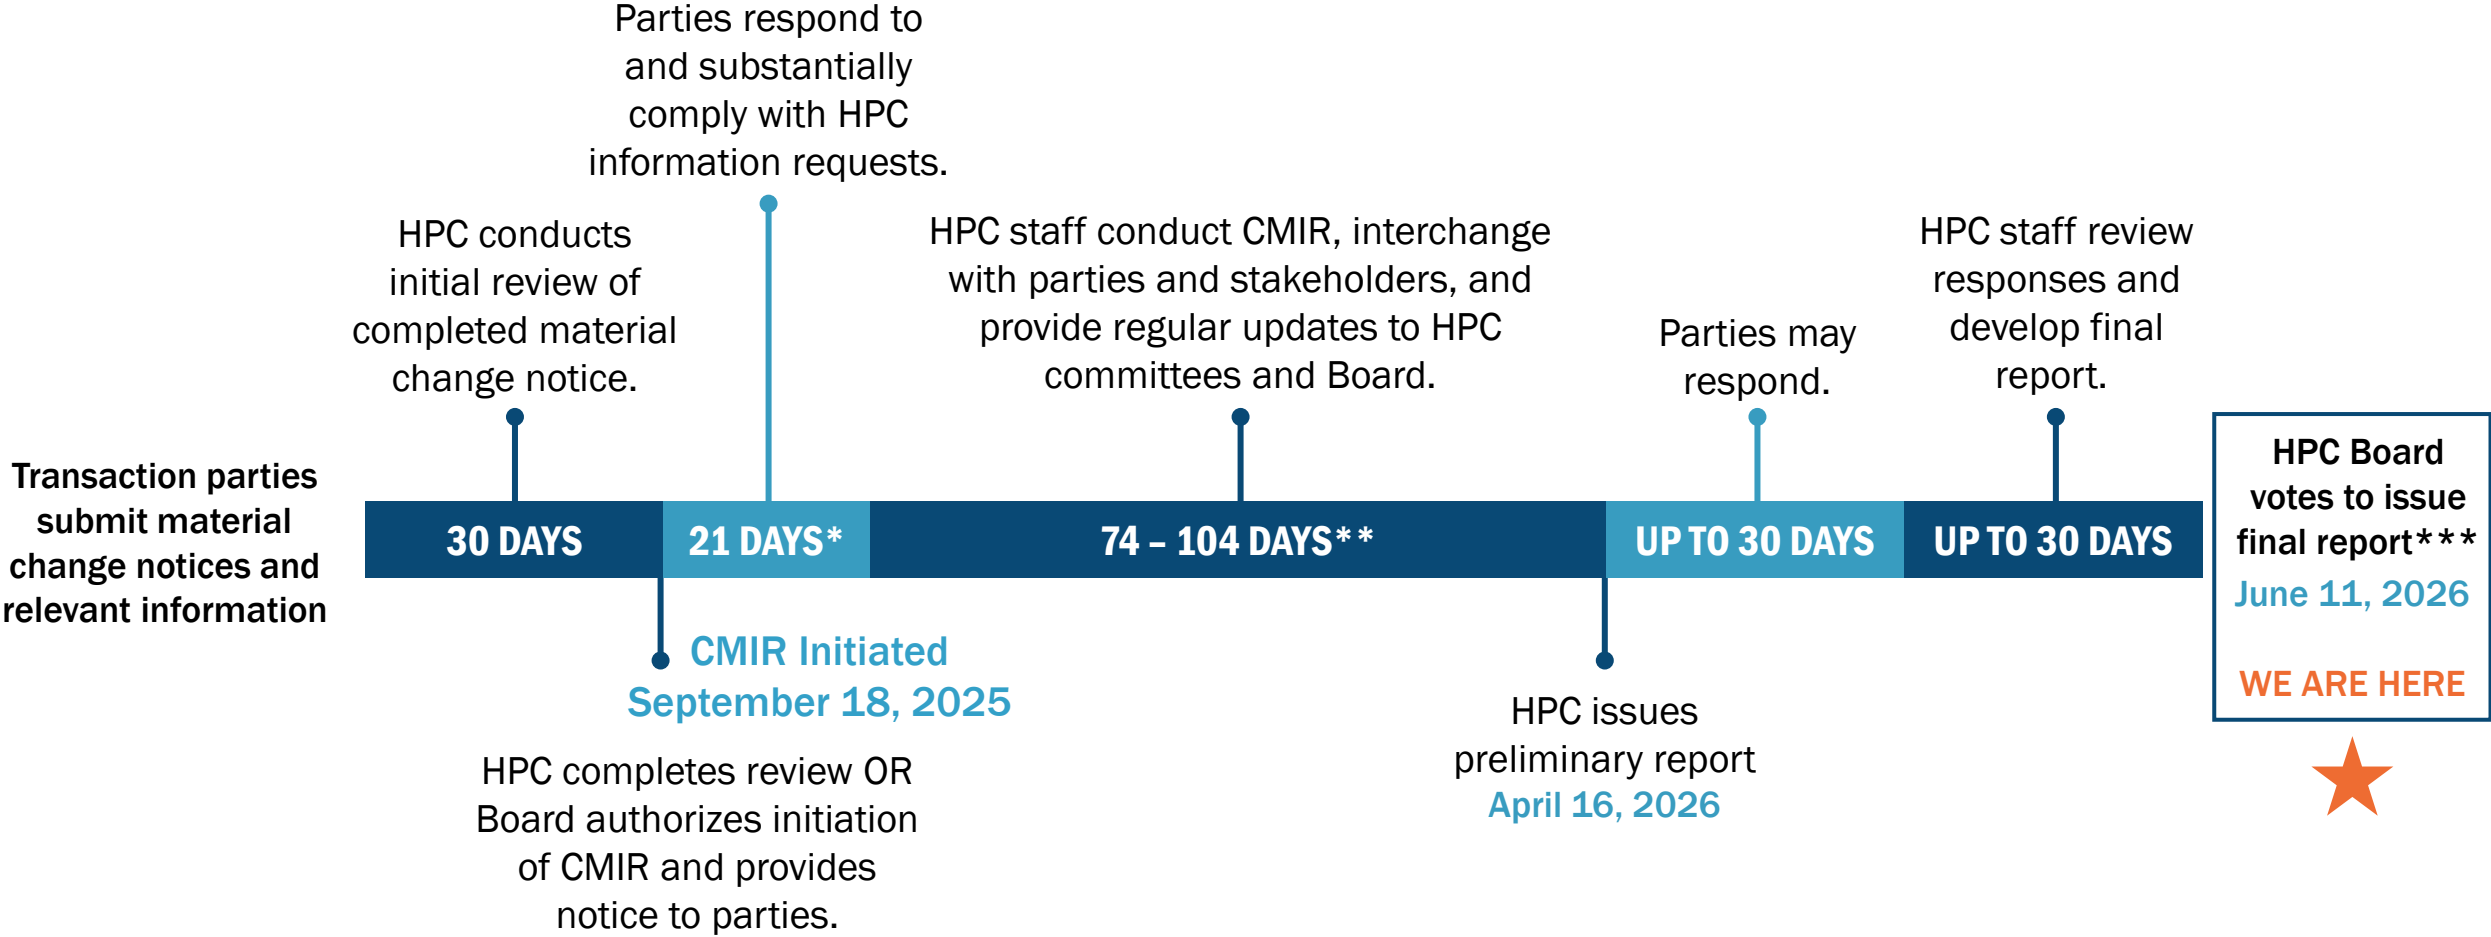 Transaction parties
submit material
change notices and
relevant information
HPC conducts
initial review of
completed material
change notice.
30 DAYS
CMIR Initiated
September 18, 2025
HPC completes review OR
Board authorizes initiation
of CMIR and provides
notice to parties.
Parties respond to
and substantially
comply with HPC
information requests.
21 DAYS*
HPC staff conduct CMIR, interchange
with parties and stakeholders, and
provide regular updates to HPC
committees and Board.
74 – 104 DAYS**
HPC issues
preliminary report
April 16, 2026
Parties may
respond.
UP TO 30 DAYS
HPC staff review
responses and
develop final
report.
UP TO 30 DAYS
HPC Board
votes to issue
final report***
June 11, 2026
WE ARE HERE